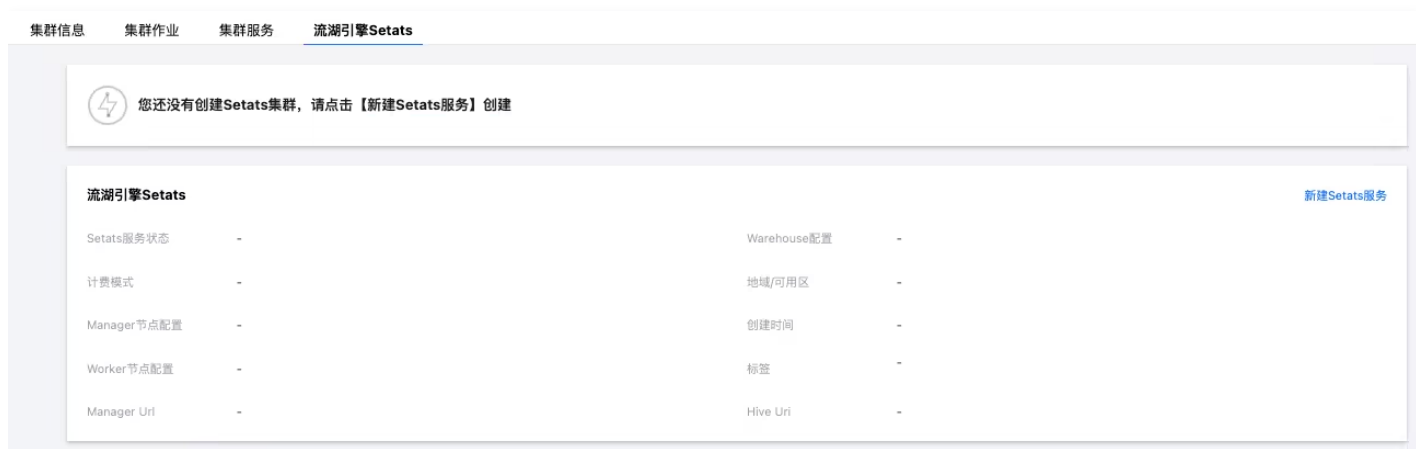 集群信息 集群作业 集群服务 流湖引擎Setats
您还没有创建Setats集群，请点击【新建Setats服务】创建
流湖引擎Setats 新建Setats服务
Setats服务状态 - Warehouse配置 -
计费模式 - 地域/可用区 -
Manager节点配置 - 创建时间 -
Worker节点配置 - 标签 -
Manager Url - Hive Uri -